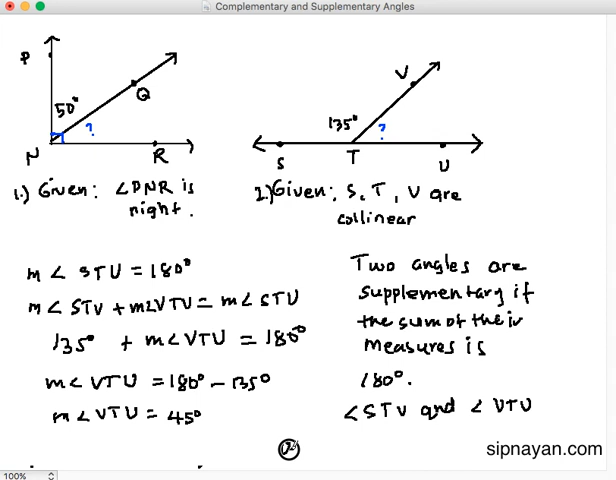 Complementary and Supplementary Angles
P
50°
Q
?
N
R
V
135°
?
S
T
U
1.) Given: ∠PNR is
right.
2.) Given: S, T, V are
collinear
m∠STU = 180°
m∠STV + m∠VTU = m∠STU
135° + m∠VTU = 180°
m∠VTU = 180° - 135°
m∠VTU = 45°
Two angles are
supplementary if
the sum of their
measures is
180°.
∠STV and ∠VTU
sipnayan.com
100%